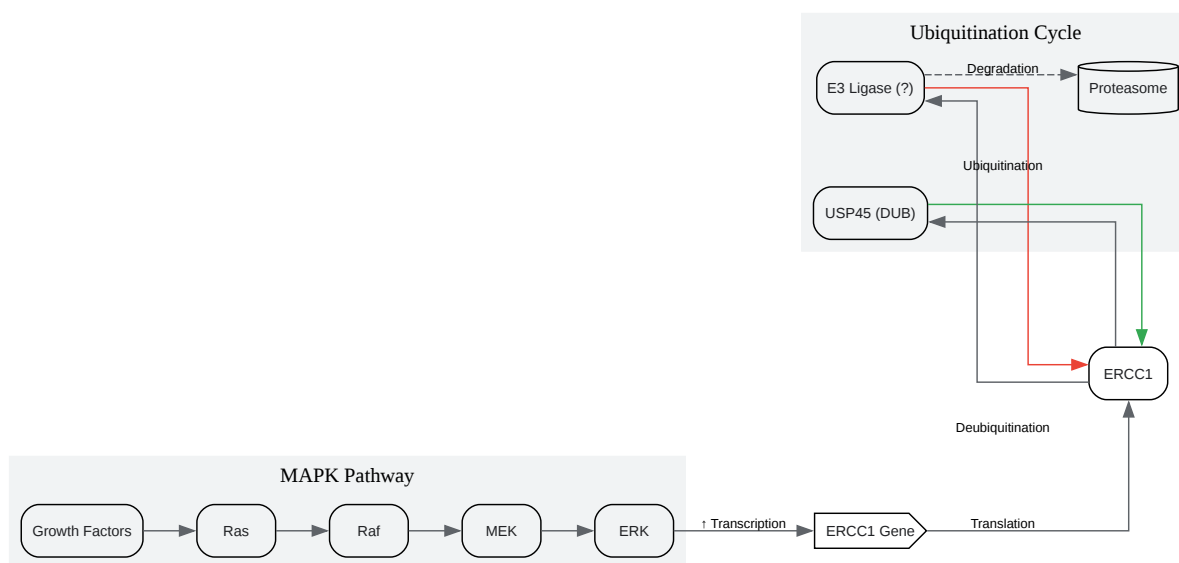 Ubiquitination Cycle
E3 Ligase (?)
Degradation
Proteasome
Ubiquitination
USP45 (DUB)
ERCC1
Deubiquitination
MAPK Pathway
Growth Factors
Ras
Raf
MEK
ERK
↑ Transcription
ERCC1 Gene
Translation